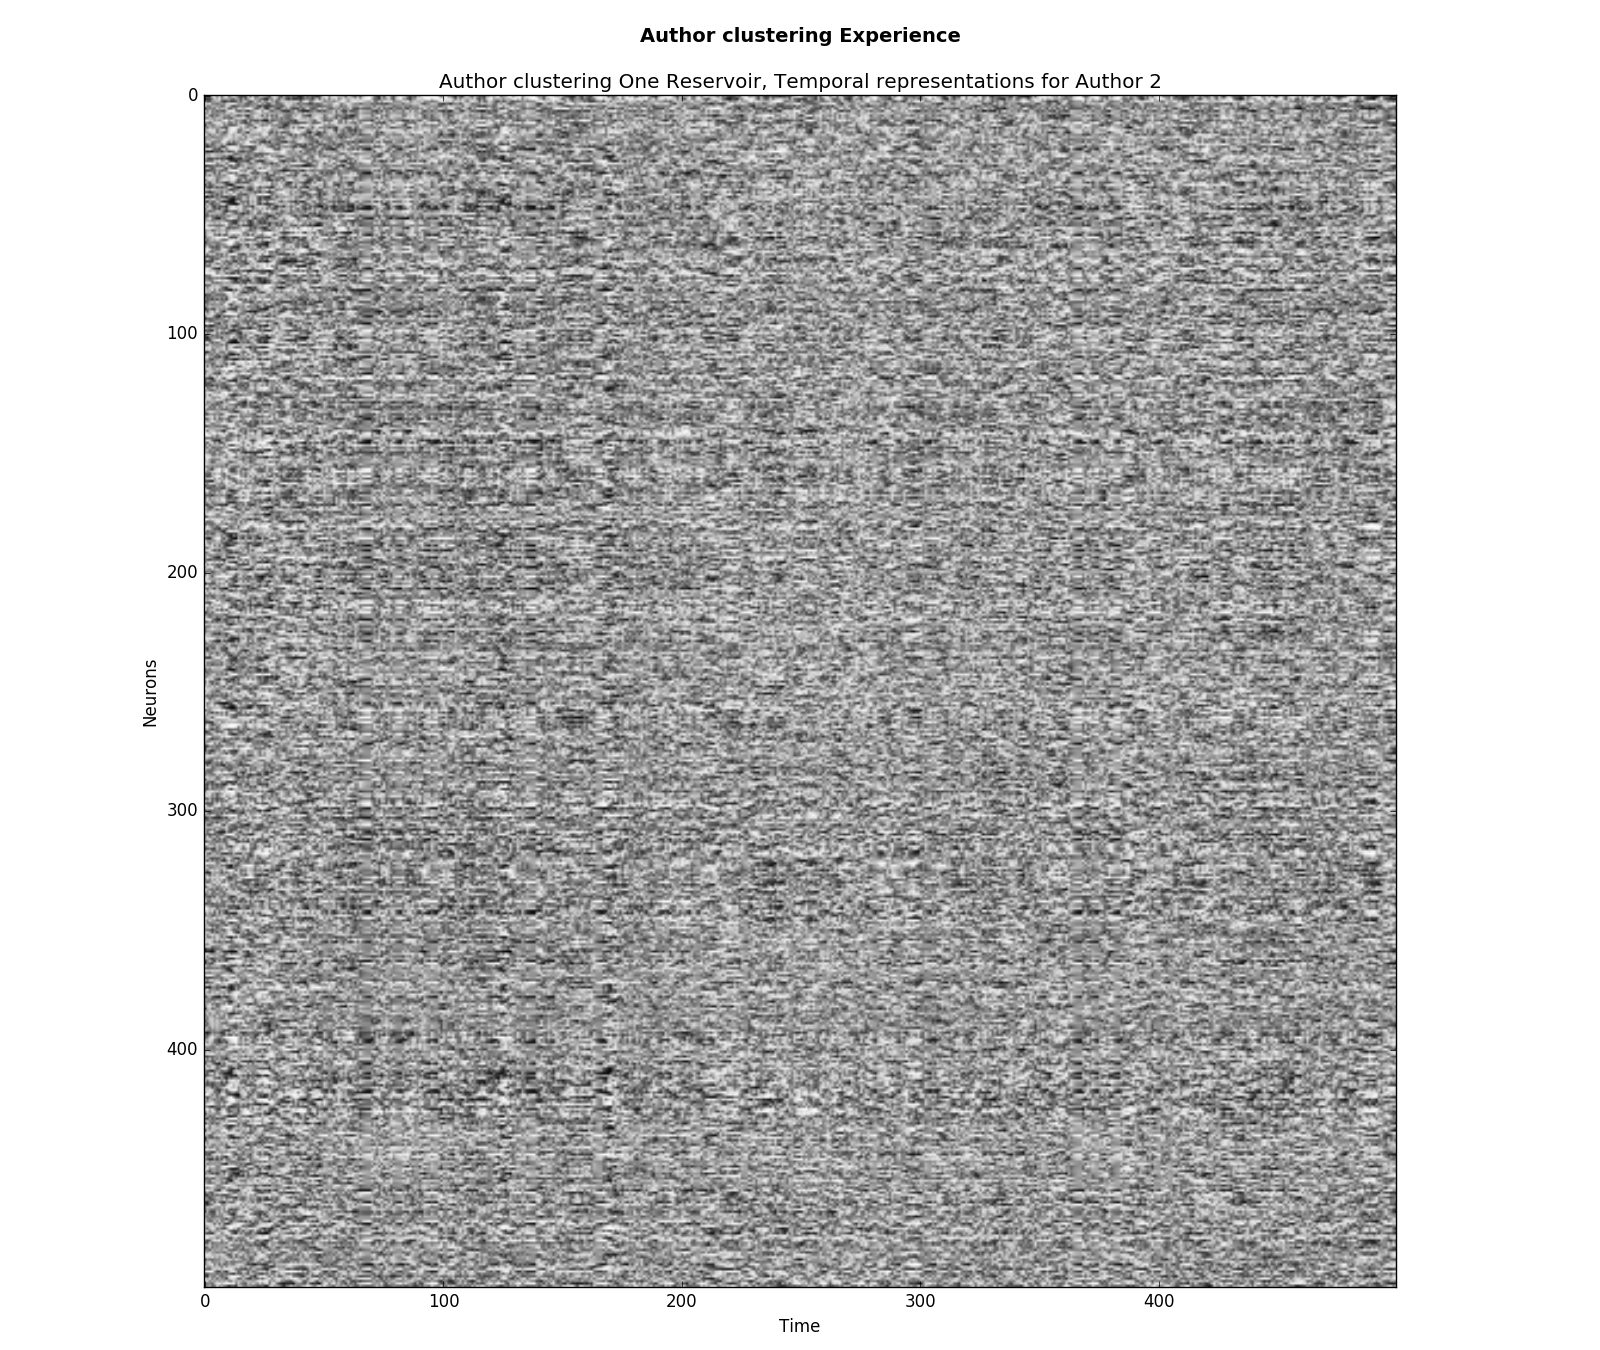 Author clustering Experience
Author clustering One Reservoir, Temporal representations for Author 2
0
100
200
300
400
Neurons
0 100 200 300 400
Time